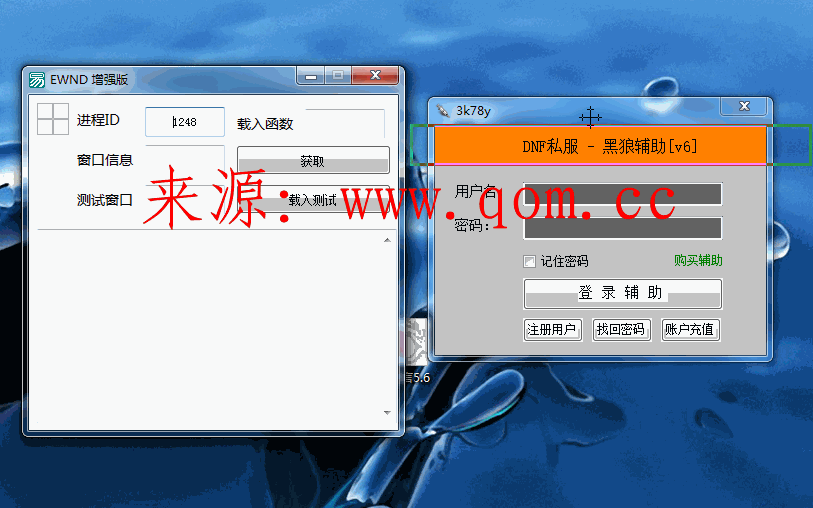 EWND 增强版
进程ID
1248
载入函数
窗口信息
获取
测试窗口
载入测试
来源：www.qom.cc
3k78y
DNF私服 - 黑狼辅助[v6]
用户名
密码：
记住密码
购买辅助
登 录 辅 助
注册用户
找回密码
账户充值
言5.6